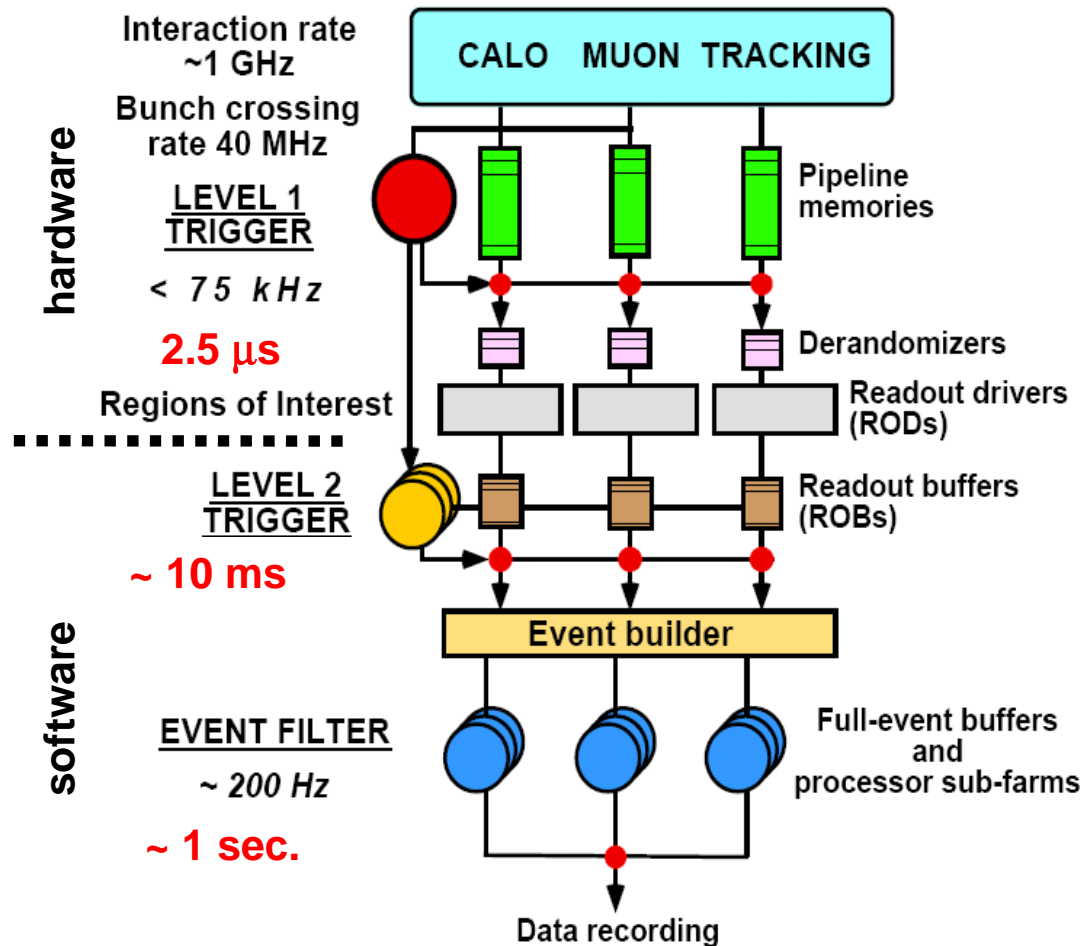 Interaction rate
~1 GHz
CALO MUON TRACKING
Bunch crossing
rate 40 MHz
hardware
LEVEL 1
TRIGGER
Pipeline
memories
< 75 kHz
2.5 μs
Derandomizers
Regions of Interest
Readout drivers
(RODs)
LEVEL 2
TRIGGER
Readout buffers
(ROBs)
~ 10 ms
software
Event builder
EVENT FILTER
~ 200 Hz
Full-event buffers
and
processor sub-farms
~ 1 sec.
Data recording